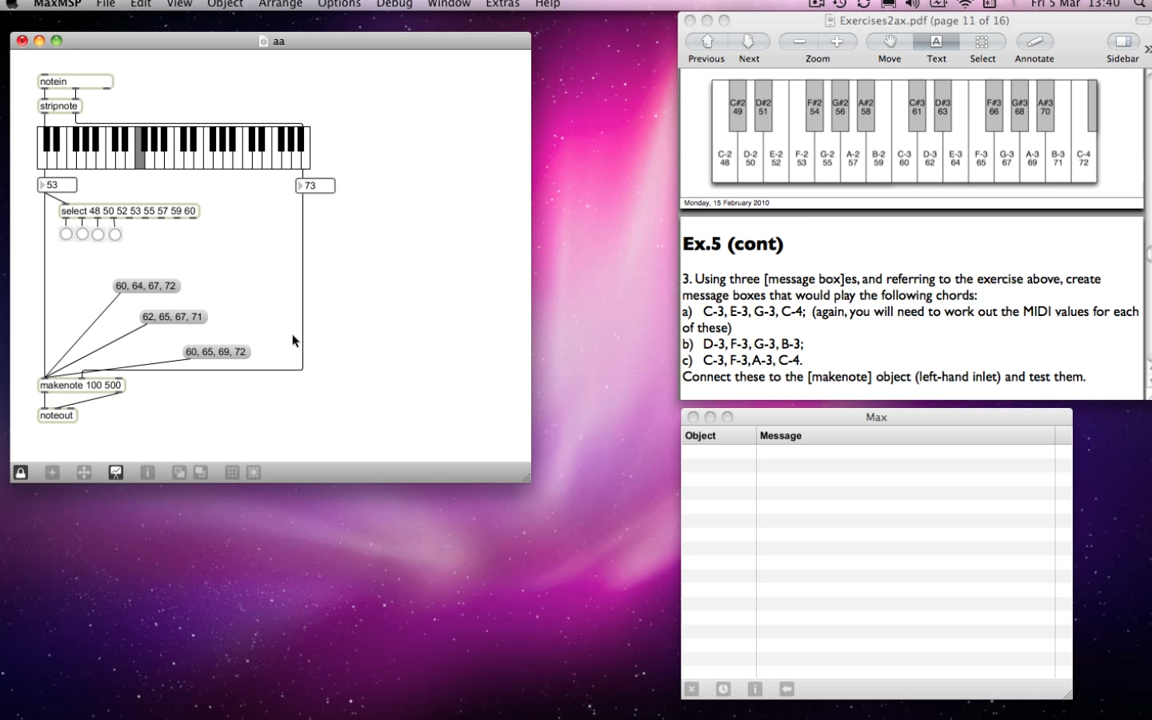 MaxMSP File Edit View Object Arrange Options Debug Window Extras Help Fri 5 Mar 13:40
aa
notein
stripnote
53
73
select 48 50 52 53 55 57 59 60
60, 64, 67, 72
62, 65, 67, 71
60, 65, 69, 72
makenote 100 500
noteout
Exercises2ax.pdf (page 11 of 16)
Previous Next Zoom Move Text Select Annotate Sidebar
C#2 D#2 F#2 G#2 A#2 C#3 D#3 F#3 G#3 A#3
49 51 54 56 58 61 63 66 68 70
C-2 D-2 E-2 F-2 G-2 A-2 B-2 C-3 D-3 E-3 F-3 G-3 A-3 B-3 C-4
48 50 52 53 55 57 59 60 62 64 65 67 69 71 72
Monday, 15 February 2010
Ex.5 (cont)
3. Using three [message box]es, and referring to the exercise above, create
message boxes that would play the following chords:
a) C-3, E-3, G-3, C-4; (again, you will need to work out the MIDI values for each
of these)
b) D-3, F-3, G-3, B-3;
c) C-3, F-3, A-3, C-4.
Connect these to the [makenote] object (left-hand inlet) and test them.
Max
Object Message